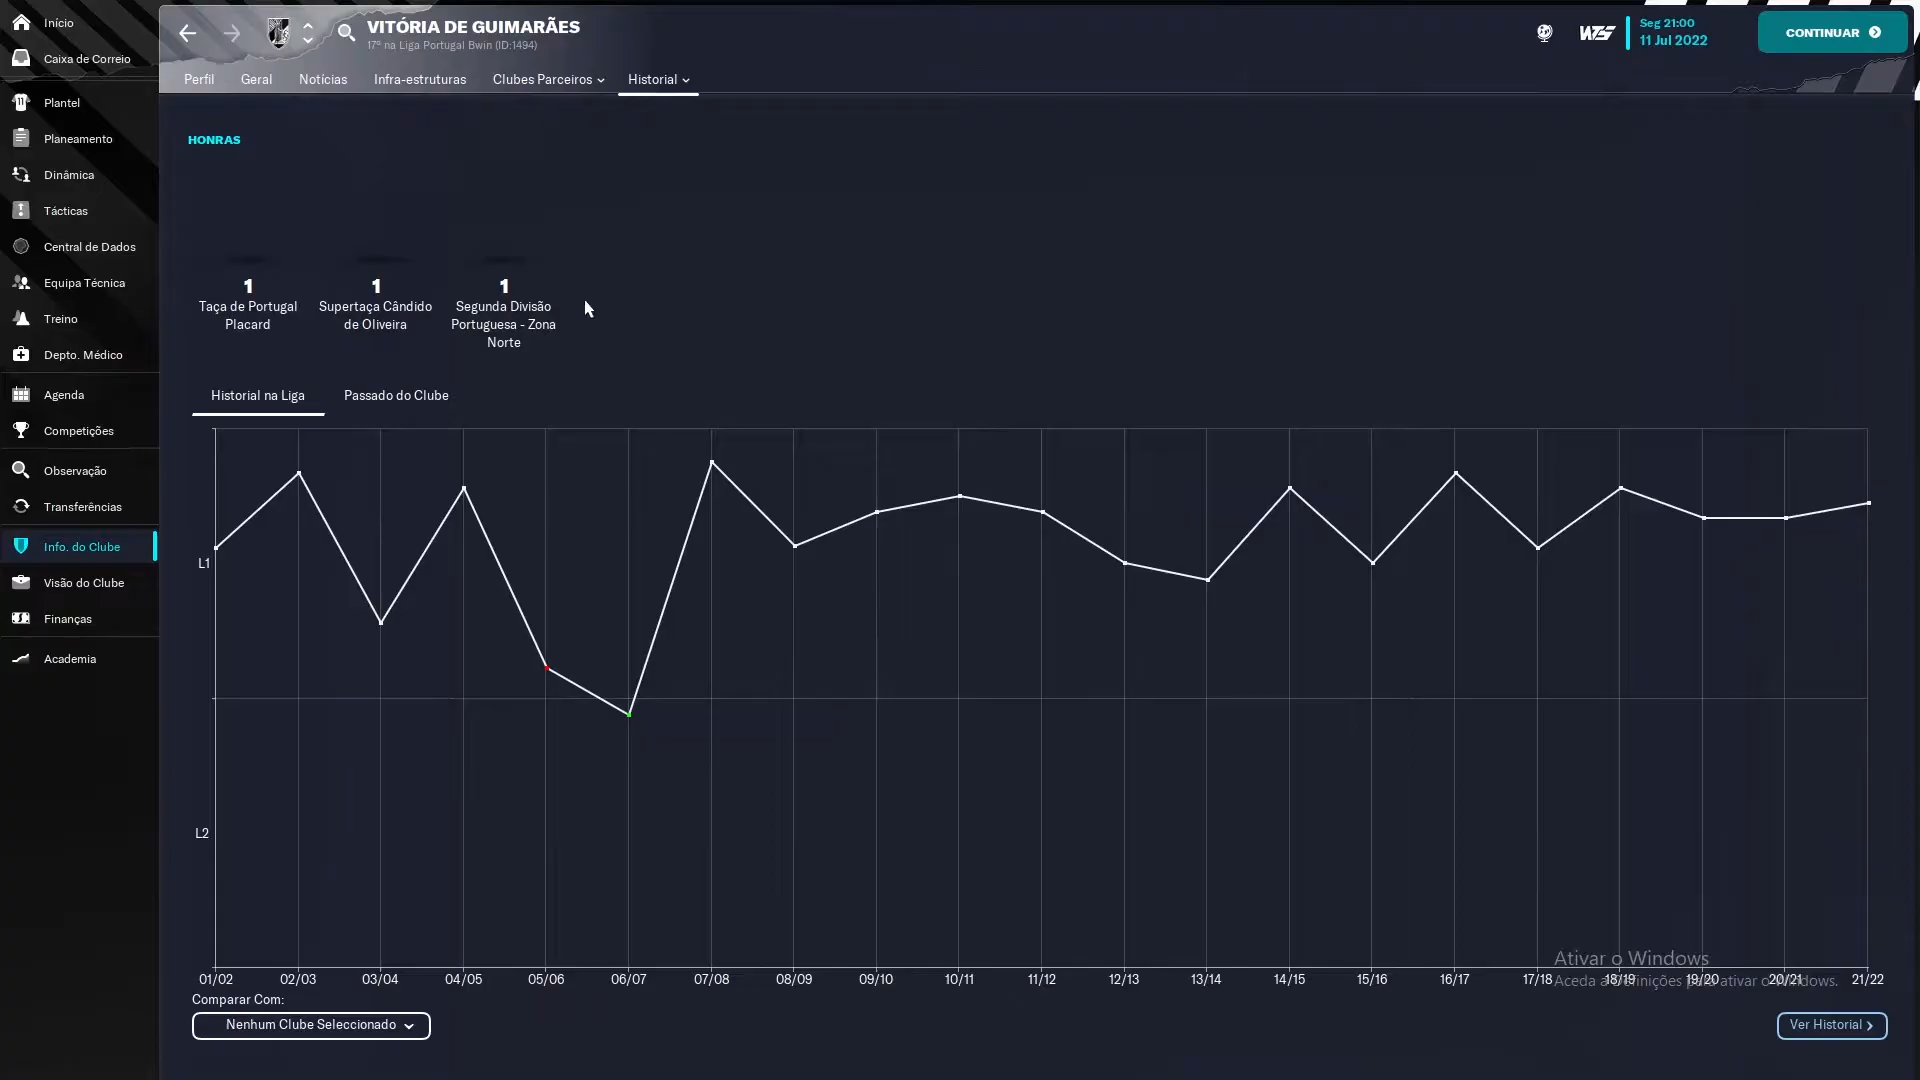 Início
Caixa de Correio
Plantel
Planeamento
Dinâmica
Tácticas
Central de Dados
Equipa Técnica
Treino
Depto. Médico
Agenda
Competições
Observação
Transferências
Info. do Clube
Visão do Clube
Finanças
Academia
VITÓRIA DE GUIMARÃES
17º na Liga Portugal Bwin (ID:1494)
Seg 21:00
11 Jul 2022
CONTINUAR
Perfil Geral Notícias Infra-estruturas Clubes Parceiros Historial
HONRAS
1 1 1
Taça de Portugal Supertaça Cândido Segunda Divisão
Placard de Oliveira Portuguesa - Zona
Norte
Historial na Liga Passado do Clube
L1
L2
01/02 02/03 03/04 04/05 05/06 06/07 07/08 08/09 09/10 10/11 11/12 12/13 13/14 14/15 15/16 16/17 17/18 18/19 19/20 20/21 21/22
Ativar o Windows
Aceda a Definições para ativar o Windows.
Comparar Com:
Nenhum Clube Seleccionado
Ver Historial